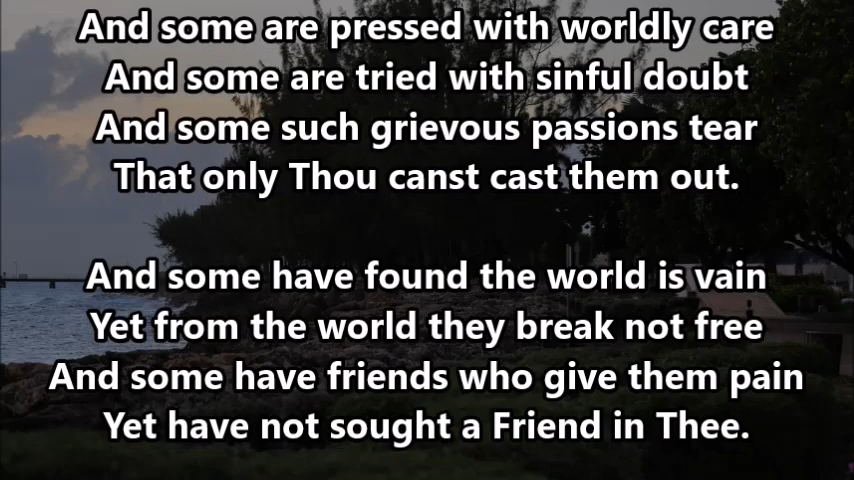 And some are pressed with worldly care
And some are tried with sinful doubt
And some such grievous passions tear
That only Thou canst cast them out.
And some have found the world is vain
Yet from the world they break not free
And some have friends who give them pain
Yet have not sought a Friend in Thee.